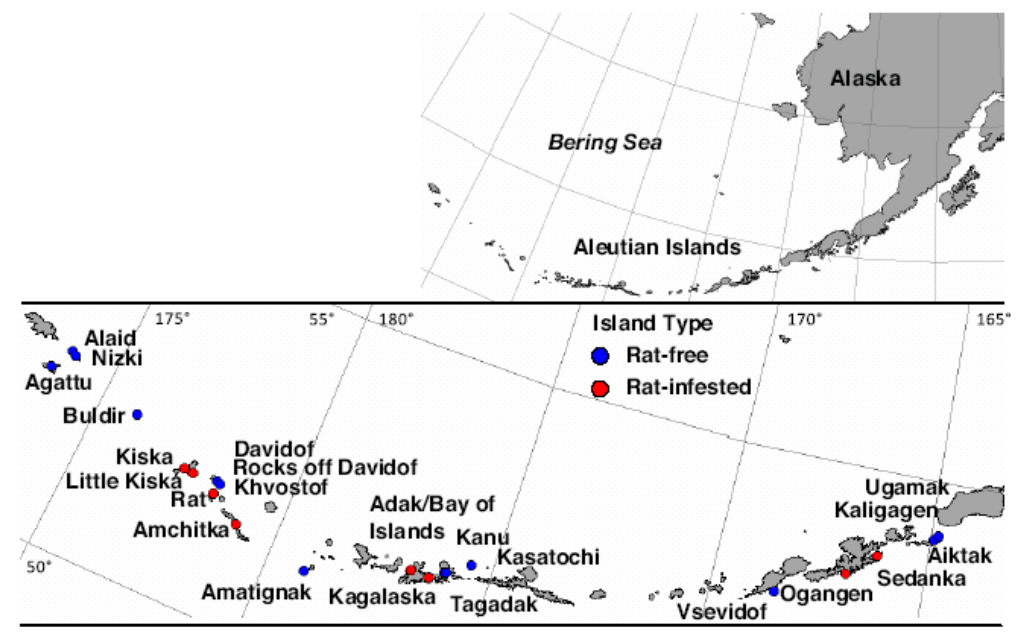 Alaska
Bering Sea
Aleutian Islands
175°
55°
180°
Island Type
170°
165°
Rat-free
Rat-infested
Alaid
Nizki
Agattu
Buldir
Kiska
Little Kiska
Rat
Amchitka
Davidof
Rocks off Davidof
Khvostof
Adak/Bay of
Islands
Kanu
Kasatochi
Ugamak
Kaligagen
Aiktak
Sedanka
Ogangen
Vsevidof
50°
Amatignak
Kagalaska
Tagadak